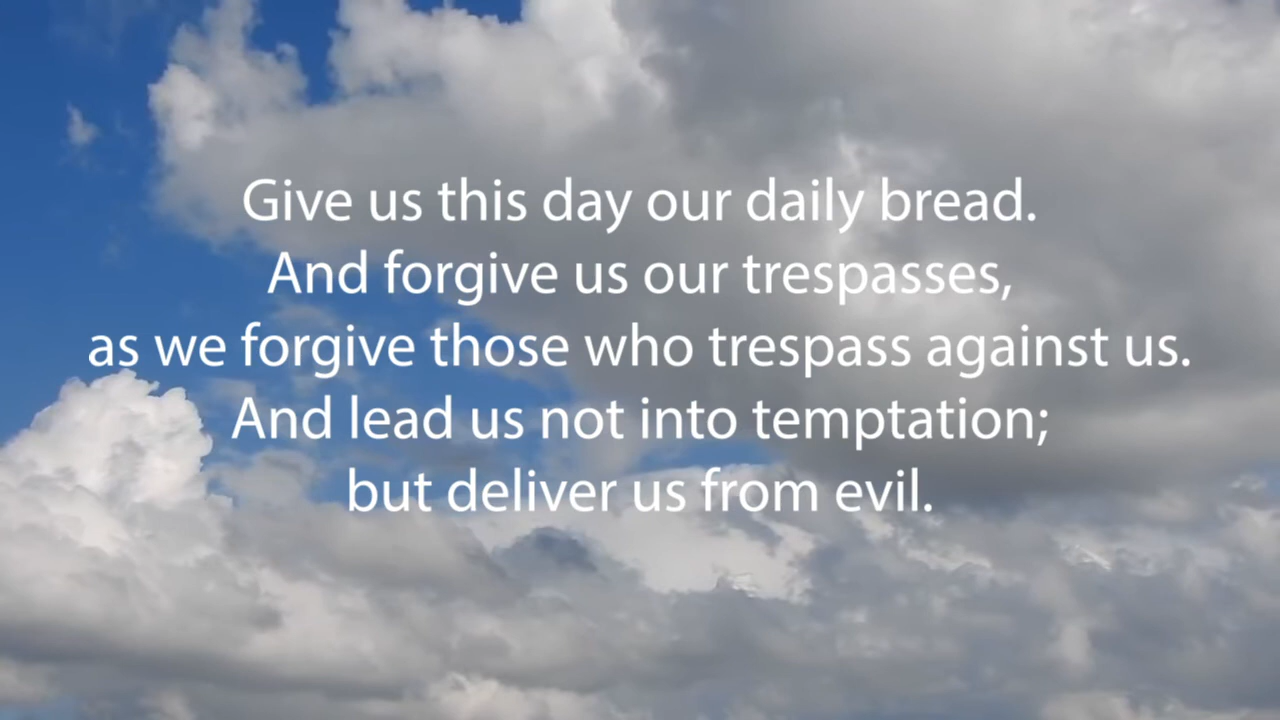 Give us this day our daily bread.
And forgive us our trespasses,
as we forgive those who trespass against us.
And lead us not into temptation;
but deliver us from evil.